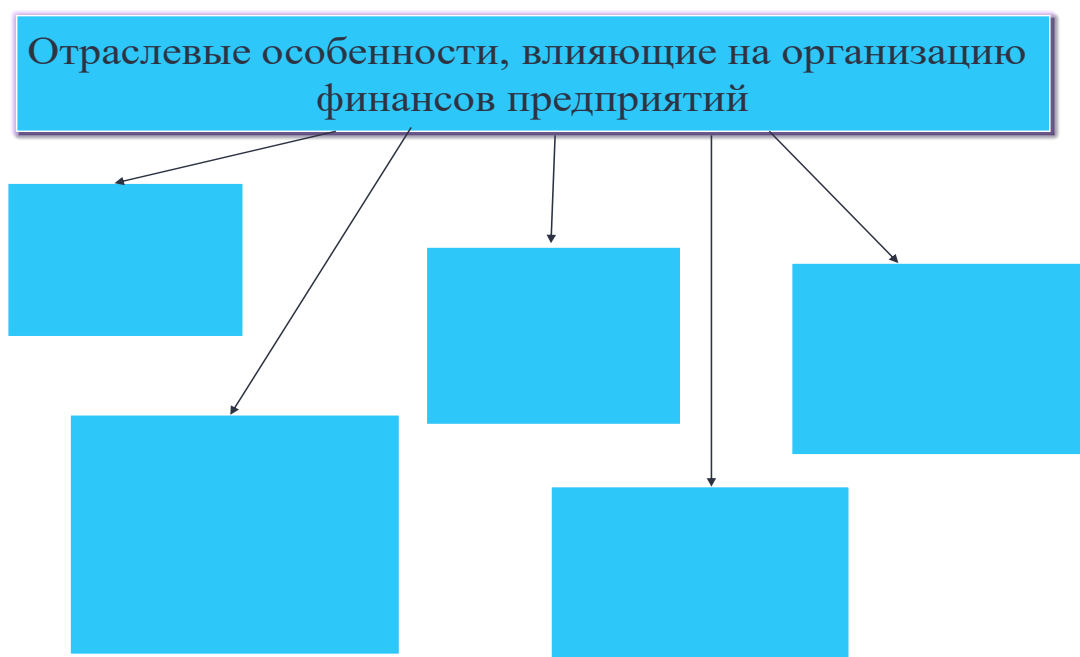 Отраслевые особенности, влияющие на организацию
финансов предприятий